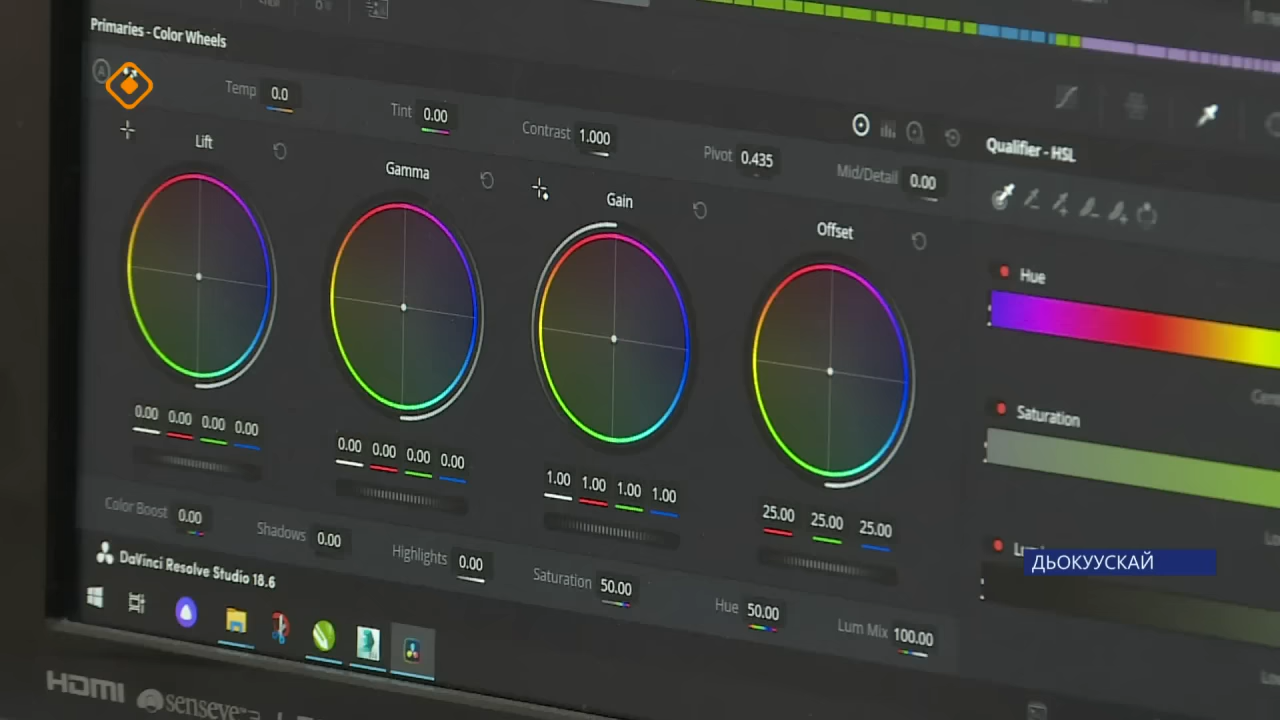 Primaries - Color Wheels
Temp 0.0 Tint 0.00 Contrast 1.000 Pivot 0.435 Mid/Detail 0.00
Lift Gamma Gain Offset
0.00 0.00 0.00 0.00
0.00 0.00 0.00 0.00
1.00 1.00 1.00 1.00
25.00 25.00 25.00
Color Boost 0.00 Shadows 0.00 Highlights 0.00 Saturation 50.00 Hue 50.00 Lum Mix 100.00
DaVinci Resolve Studio 18.6
Qualifier - HSL
Hue
Saturation
ДЬОКУУСКАЙ
HDMI senseye